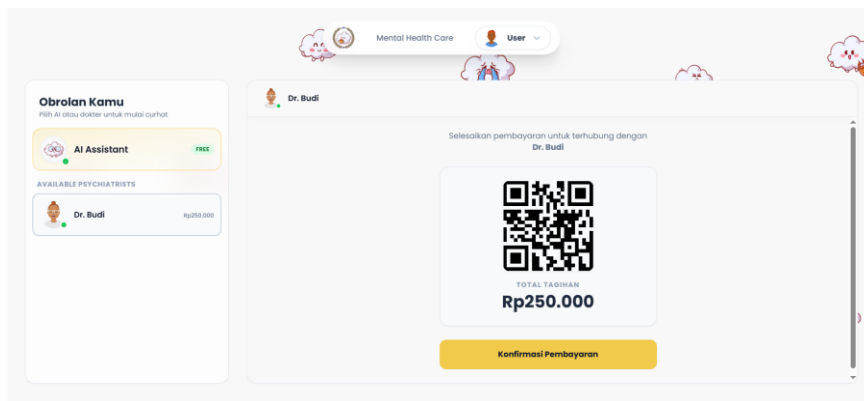 Mental Health Care
User
Obrolan Kamu
Pilih AI atau dokter untuk mulai curhat
AI Assistant
FREE
AVAILABLE PSYCHIATRISTS
Dr. Budi
Rp250.000
Dr. Budi
Selesaikan pembayaran untuk terhubung dengan
Dr. Budi
TOTAL TAGIHAN
Rp250.000
Konfirmasi Pembayaran